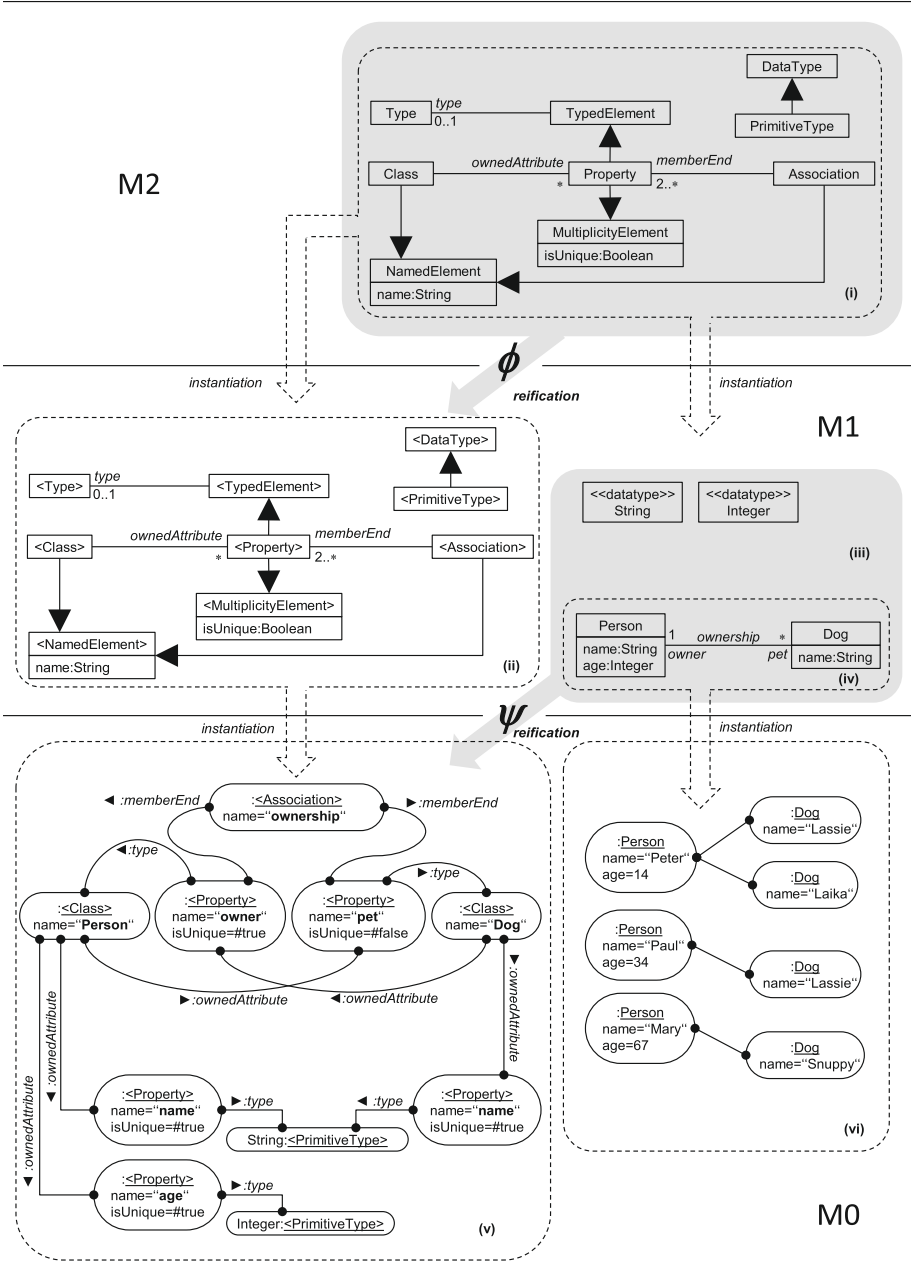 M2
DataType
Type
type
0..1
TypedElement
PrimitiveType
Class
ownedAttribute
*
Property
memberEnd
2..*
Association
MultiplicityElement
isUnique:Boolean
NamedElement
name:String
(i)
ϕ
reification
instantiation
instantiation
M1
<DataType>
<Type>
type
0..1
<TypedElement>
<PrimitiveType>
<Class>
ownedAttribute
*
<Property>
memberEnd
2..*
<Association>
<MultiplicityElement>
isUnique:Boolean
<NamedElement>
name:String
(ii)
<<datatype>>
String
<<datatype>>
Integer
(iii)
Person
name:String
age:Integer
1
owner
ownership
*
pet
Dog
name:String
(iv)
ψ
reification
instantiation
instantiation
◄ :memberEnd
:<Association>
name="ownership"
► :memberEnd
◄ :type
► :type
:<Class>
name="Person"
:<Property>
name="owner"
isUnique=#true
:<Property>
name="pet"
isUnique=#false
:<Class>
name="Dog"
► :ownedAttribute
◄ :ownedAttribute
◄ :ownedAttribute
◄ :ownedAttribute
◄ :ownedAttribute
:<Property>
name="name"
isUnique=#true
► :type
◄ :type
String:<PrimitiveType>
:<Property>
name="name"
isUnique=#true
:<Property>
name="age"
isUnique=#true
► :type
Integer:<PrimitiveType>
(v)
:Person
name="Peter"
age=14
:Dog
name="Lassie"
:Dog
name="Laika"
:Person
name="Paul"
age=34
:Dog
name="Lassie"
:Person
name="Mary"
age=67
:Dog
name="Snuppy"
(vi)
M0